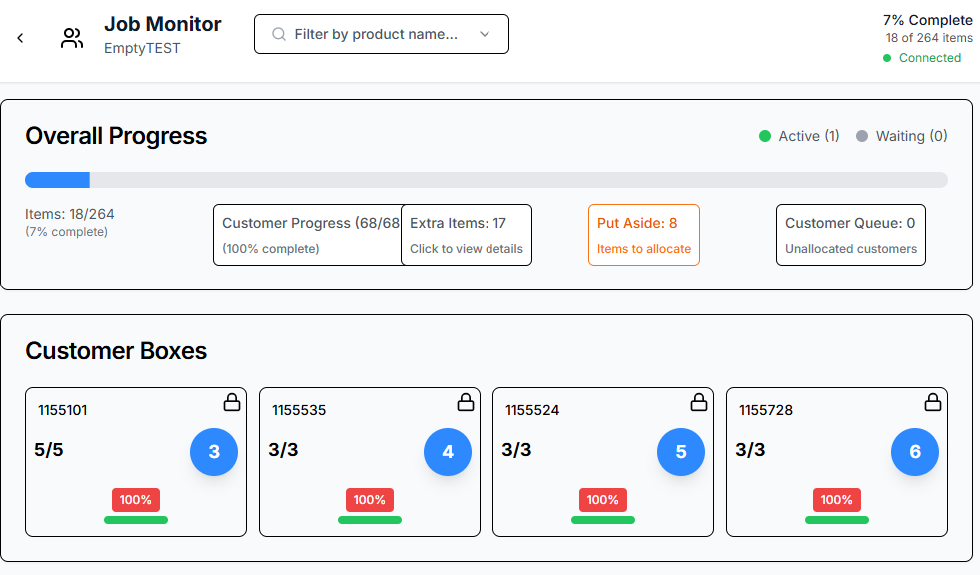 Job Monitor
EmptyTEST
Filter by product name...
7% Complete
18 of 264 items
Connected
Overall Progress
Active (1)
Waiting (0)
Items: 18/264
(7% complete)
Customer Progress (68/68
(100% complete)
Extra Items: 17
Click to view details
Put Aside: 8
Items to allocate
Customer Queue: 0
Unallocated customers
Customer Boxes
1155101
5/5
3
100%
1155535
3/3
4
100%
1155524
3/3
5
100%
1155728
3/3
6
100%